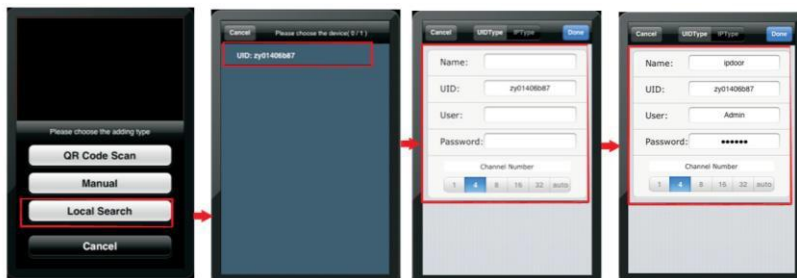 Please choose the adding type
QR Code Scan
Manual
Local Search
Cancel
Cancel Please choose the device( 0 / 1 )
UID: zy01406b87
Cancel UIDType IPType Done
Name:
UID: zy01406b87
User:
Password:
Channel Number
1 4 8 16 32 auto
Cancel UIDType IPType Done
Name: ipdoor
UID: zy01406b87
User: Admin
Password: ••••••
Channel Number
1 4 8 16 32 auto